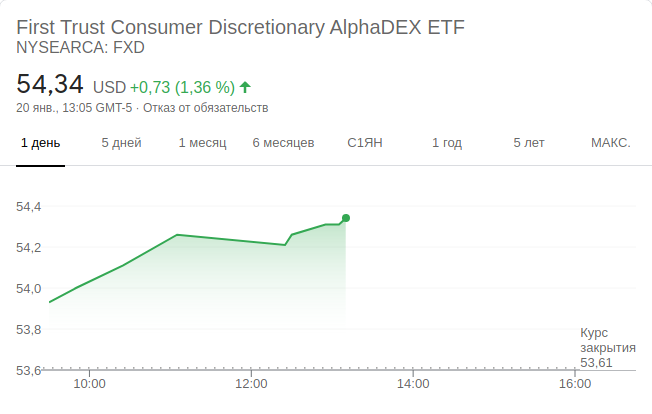 First Trust Consumer Discretionary AlphaDEX ETF
NYSEARCA: FXD
54,34 USD +0,73 (1,36 %)
20 янв., 13:05 GMT-5 · Отказ от обязательств
1 день 5 дней 1 месяц 6 месяцев С1ЯН 1 год 5 лет МАКС.
54,4
54,2
54,0
53,8
Курс
закрытия
53,61
53,6
10:00 12:00 14:00 16:00